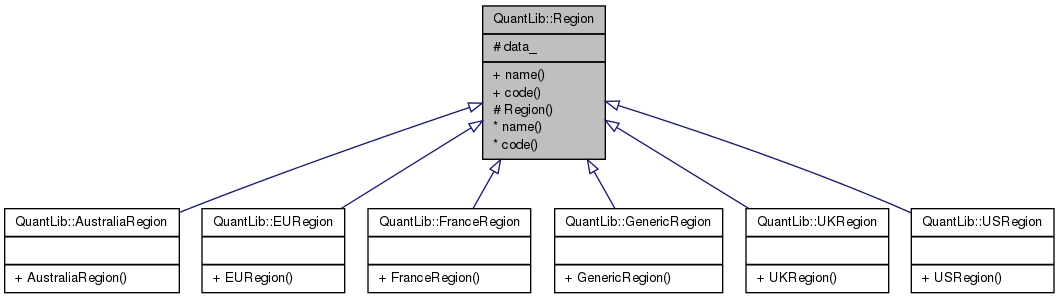 QuantLib::Region
# data_
+ name()
+ code()
# Region()
* name()
* code()
QuantLib::AustraliaRegion
+ AustraliaRegion()
QuantLib::EURegion
+ EURegion()
QuantLib::FranceRegion
+ FranceRegion()
QuantLib::GenericRegion
+ GenericRegion()
QuantLib::UKRegion
+ UKRegion()
QuantLib::USRegion
+ USRegion()